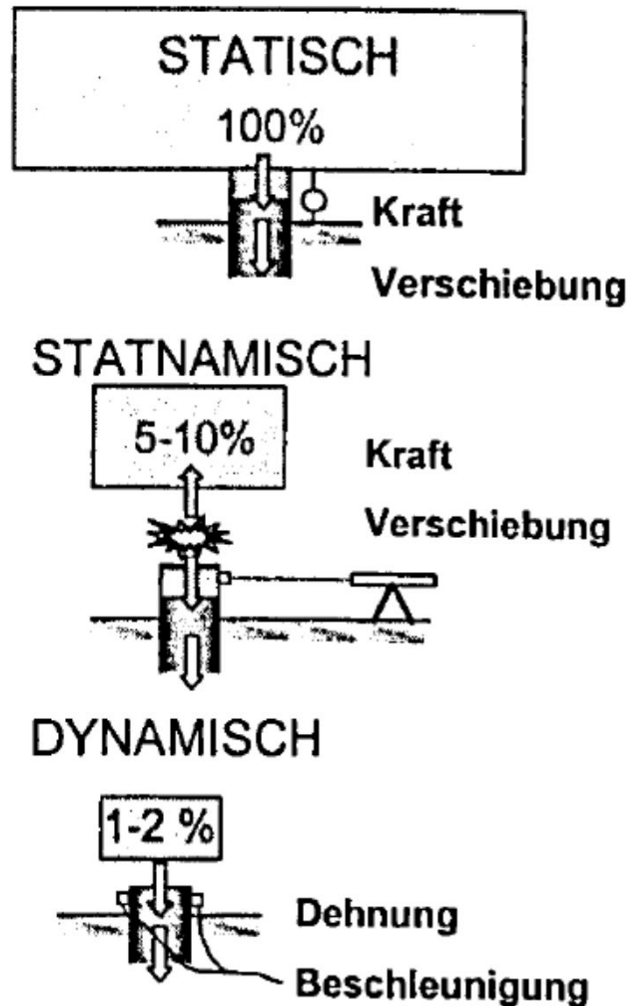 STATISCH
100%
Kraft
Verschiebung
STATNAMISCH
5-10%
Kraft
Verschiebung
DYNAMISCH
1-2 %
Dehnung
Beschleunigung